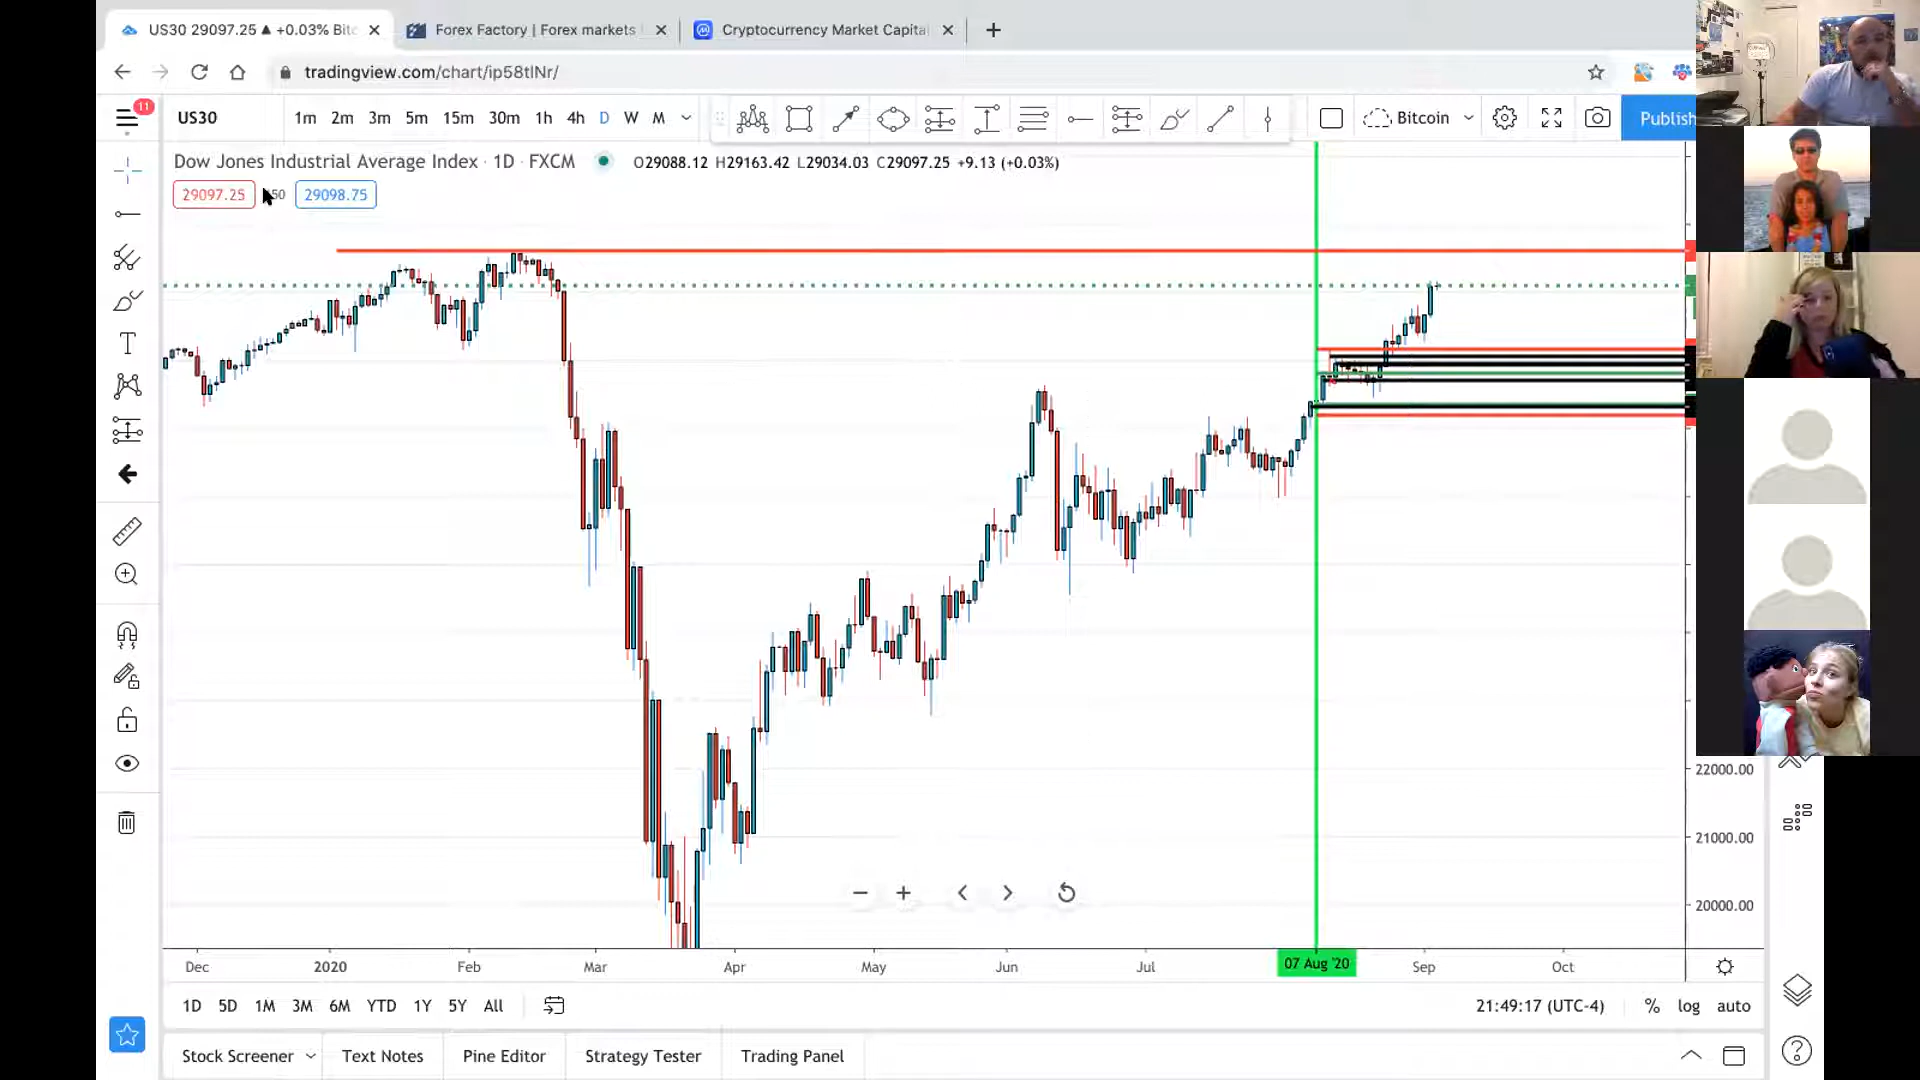 US30 29097.25 ▲ +0.03% Bitc
Forex Factory | Forex markets
Cryptocurrency Market Capita
tradingview.com/chart/ip58tlNr/
11
US30
1m 2m 3m 5m 15m 30m 1h 4h D W M
Bitcoin
Publish
Dow Jones Industrial Average Index · 1D · FXCM
O29088.12 H29163.42 L29034.03 C29097.25 +9.13 (+0.03%)
29097.25
50
29098.75
22000.00
21000.00
20000.00
Dec 2020 Feb Mar Apr May Jun Jul 07 Aug '20 Sep Oct
1D 5D 1M 3M 6M YTD 1Y 5Y All
21:49:17 (UTC-4)
% log auto
Stock Screener Text Notes Pine Editor Strategy Tester Trading Panel